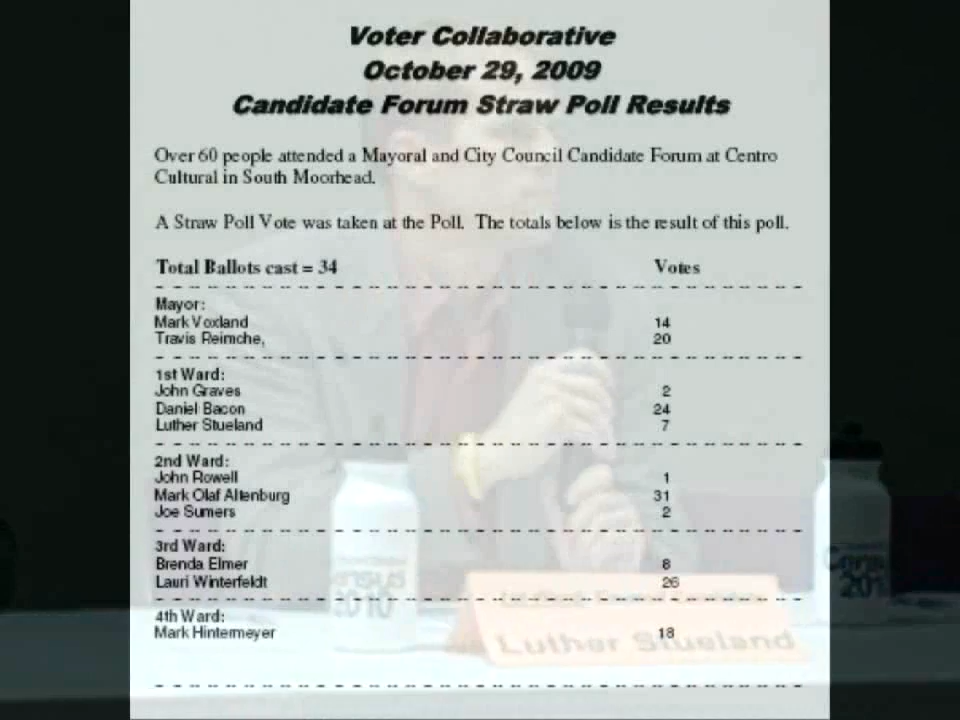 Voter Collaborative
October 29, 2009
Candidate Forum Straw Poll Results
Over 60 people attended a Mayoral and City Council Candidate Forum at Centro
Cultural in South Moorhead.
A Straw Poll Vote was taken at the Poll. The totals below is the result of this poll.
Total Ballots cast = 34 Votes
Mayor:
Mark Voxland 14
Travis Reimche, 20
1st Ward:
John Graves 2
Daniel Bacon 24
Luther Stueland 7
2nd Ward:
John Rowell 1
Mark Olaf Altenburg 31
Joe Sumers 2
3rd Ward:
Brenda Elmer 8
Lauri Winterfeldt 26
4th Ward:
Mark Hintermeyer 18
Census
2010
Luther Stueland